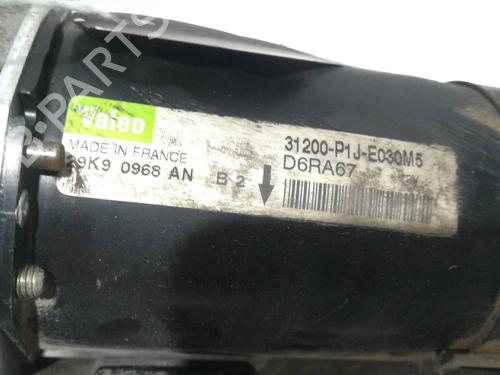 Valeo
MADE IN FRANCE
29K9 0968 AN B 2
31200-P1J-E030M5
D6RA67
B-PARTS